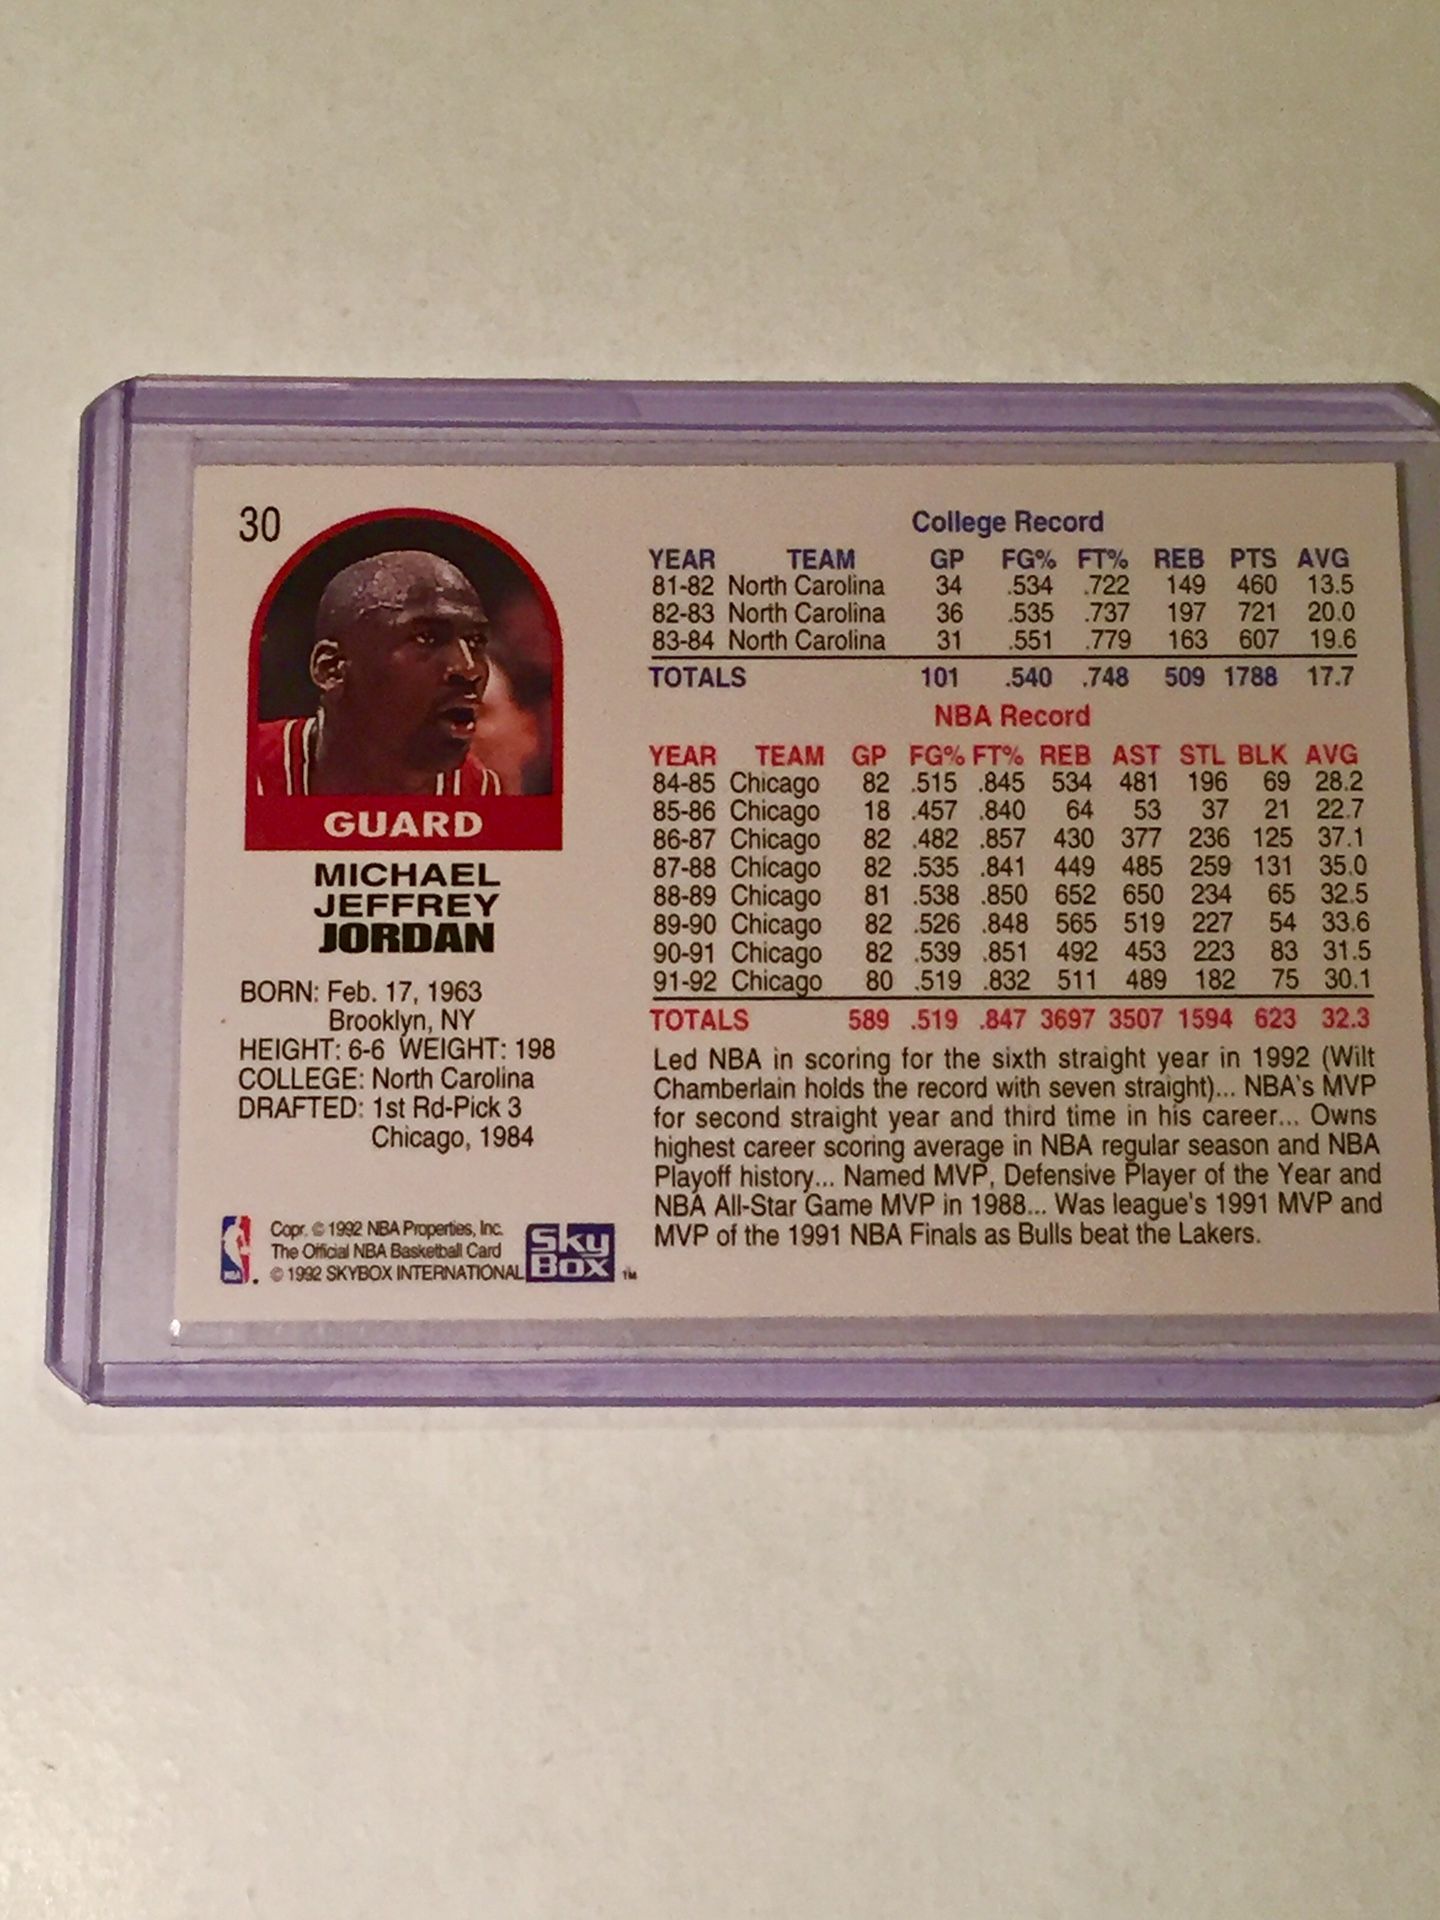 30
GUARD
MICHAEL
JEFFREY
JORDAN
BORN: Feb. 17, 1963
Brooklyn, NY
HEIGHT: 6-6 WEIGHT: 198
COLLEGE: North Carolina
DRAFTED: 1st Rd-Pick 3
Chicago, 1984
NBA
Copr. © 1992 NBA Properties, Inc.
The Official NBA Basketball Card
© 1992 SKYBOX INTERNATIONAL
Sky
Box ™
College Record
YEAR TEAM GP FG% FT% REB PTS AVG
81-82 North Carolina 34 .534 .722 149 460 13.5
82-83 North Carolina 36 .535 .737 197 721 20.0
83-84 North Carolina 31 .551 .779 163 607 19.6
TOTALS 101 .540 .748 509 1788 17.7
NBA Record
YEAR TEAM GP FG% FT% REB AST STL BLK AVG
84-85 Chicago 82 .515 .845 534 481 196 69 28.2
85-86 Chicago 18 .457 .840 64 53 37 21 22.7
86-87 Chicago 82 .482 .857 430 377 236 125 37.1
87-88 Chicago 82 .535 .841 449 485 259 131 35.0
88-89 Chicago 81 .538 .850 652 650 234 65 32.5
89-90 Chicago 82 .526 .848 565 519 227 54 33.6
90-91 Chicago 82 .539 .851 492 453 223 83 31.5
91-92 Chicago 80 .519 .832 511 489 182 75 30.1
TOTALS 589 .519 .847 3697 3507 1594 623 32.3
Led NBA in scoring for the sixth straight year in 1992 (Wilt
Chamberlain holds the record with seven straight)... NBA's MVP
for second straight year and third time in his career... Owns
highest career scoring average in NBA regular season and NBA
Playoff history... Named MVP, Defensive Player of the Year and
NBA All-Star Game MVP in 1988... Was league's 1991 MVP and
MVP of the 1991 NBA Finals as Bulls beat the Lakers.